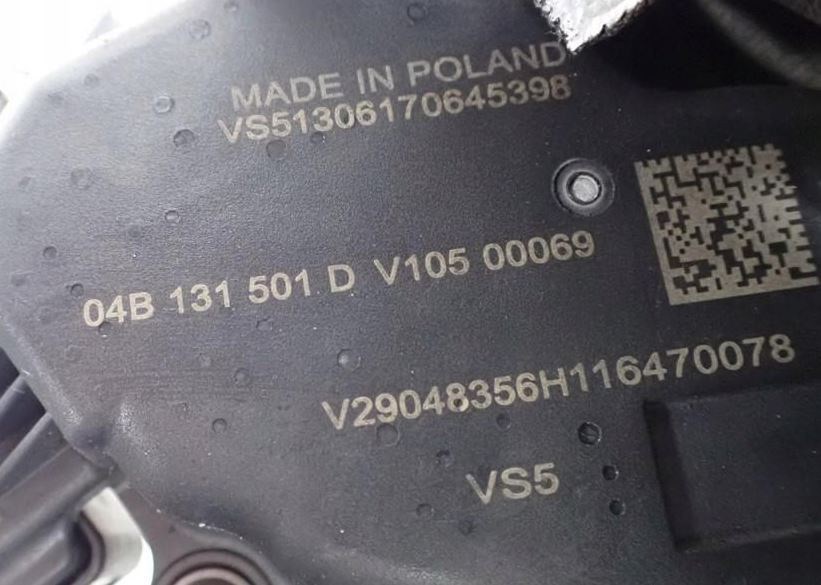 MADE IN POLAND
VS51306170645398
04B 131 501 D V105 00069
V29048356H116470078
VS5